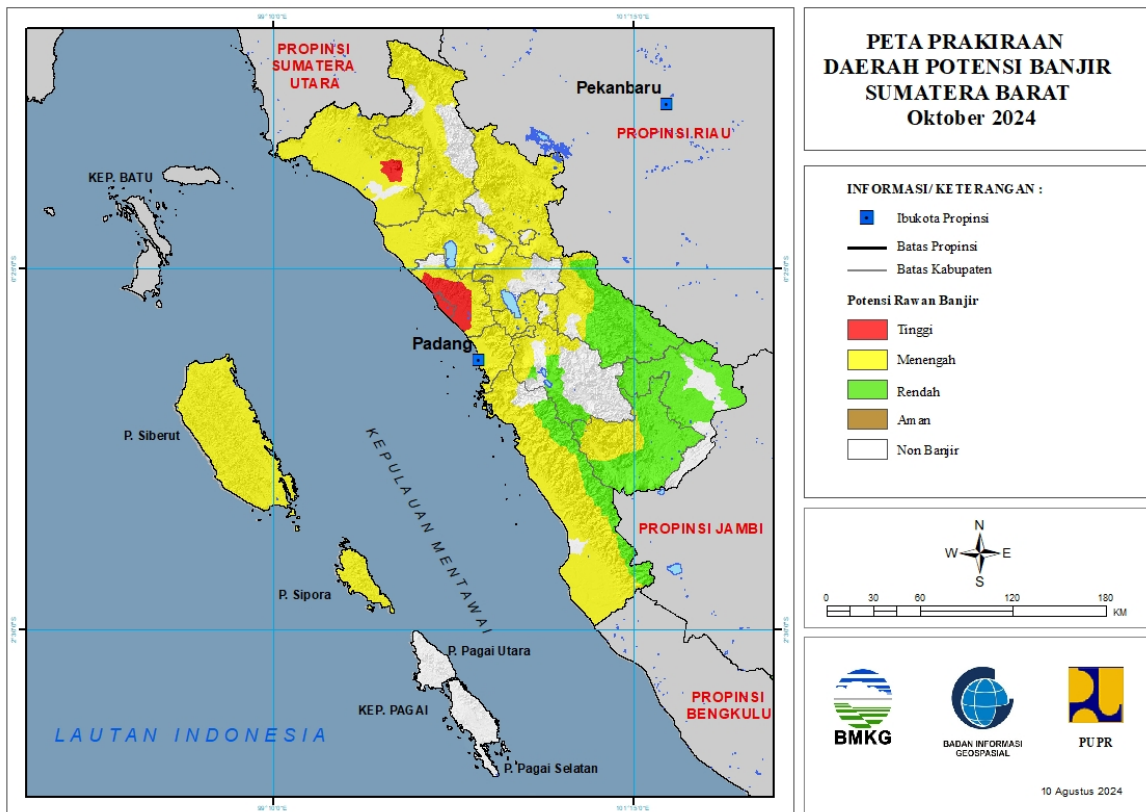 PETA PRAKIRAAN
DAERAH POTENSI BANJIR
SUMATERA BARAT
Oktober 2024
INFORMASI/ KETERANGAN :
Ibukota Propinsi
Batas Propinsi
Batas Kabupaten
Potensi Rawan Banjir
Tinggi
Menengah
Rendah
Aman
Non Banjir
N
W E
S
0 30 60 120 180
KM
BMKG
BADAN INFORMASI
GEOSPASIAL
PUPR
10 Agustus 2024
PROPINSI
SUMATERA
UTARA
Pekanbaru
PROPINSI RIAU
KEP. BATU
Padang
P. Siberut
KEPULAUAN MENTAWAI
PROPINSI JAMBI
P. Sipora
P. Pagai Utara
KEP. PAGAI
PROPINSI
BENGKULU
LAUTAN INDONESIA
P. Pagai Selatan